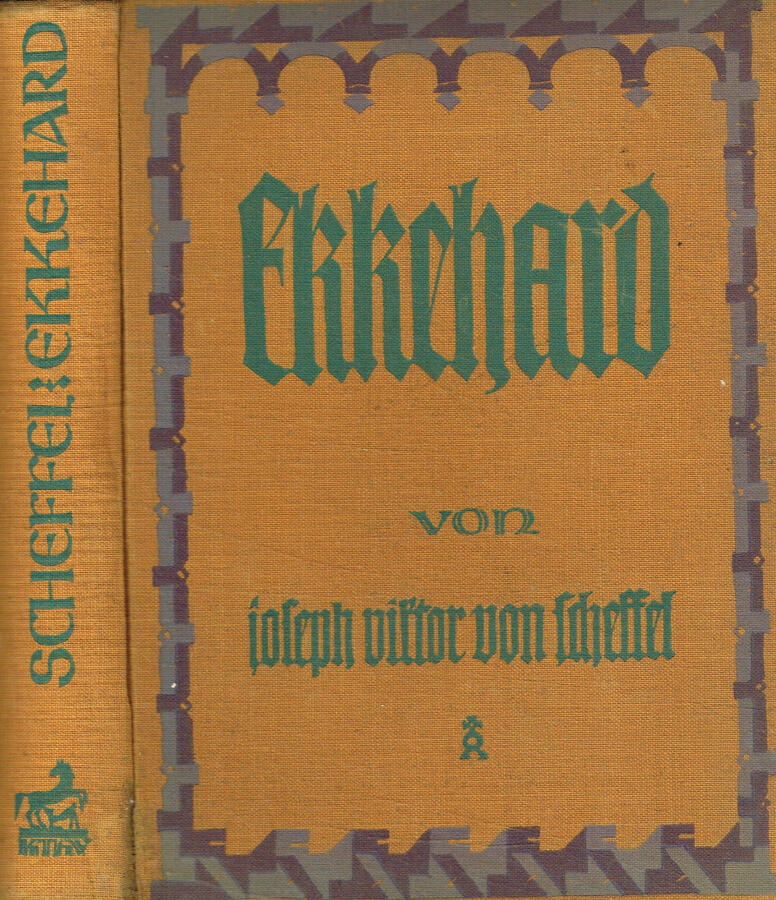 SCHEFFEL: EKKEHARD
Ekkehard
von
joseph viktor von scheffel